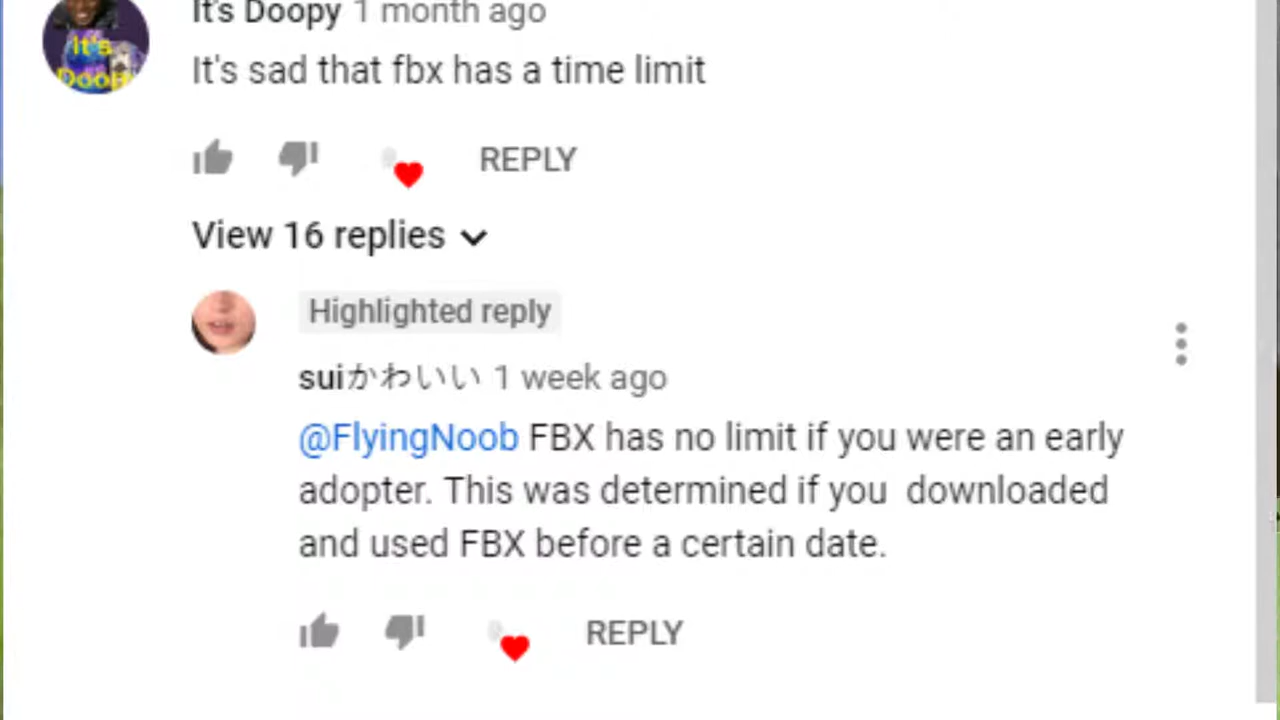 It's Doopy 1 month ago
It's
Doopy
It's sad that fbx has a time limit
REPLY
View 16 replies
Highlighted reply
suiかわいい 1 week ago
@FlyingNoob FBX has no limit if you were an early
adopter. This was determined if you downloaded
and used FBX before a certain date.
REPLY